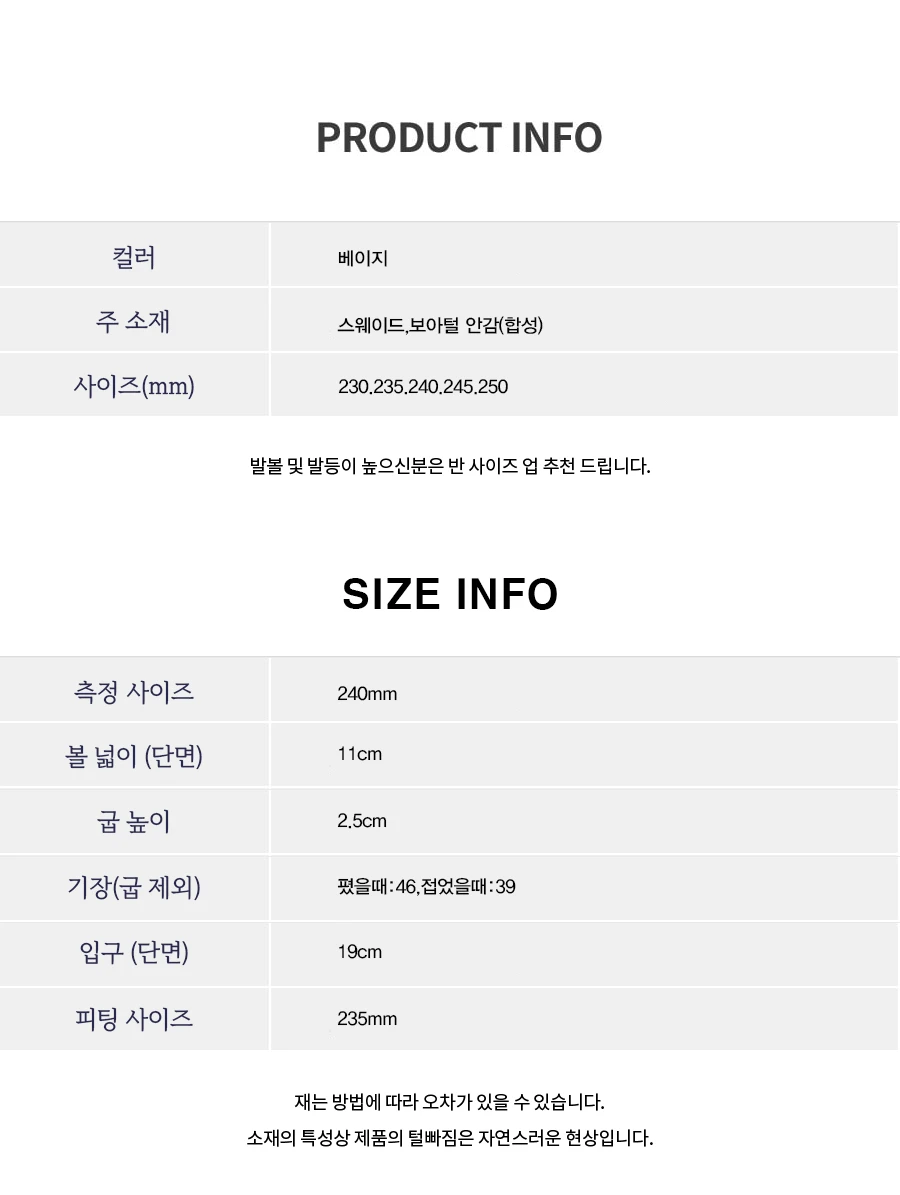 PRODUCT INFO
컬러 베이지
주 소재 스웨이드,보아털 안감(합성)
사이즈(mm) 230.235.240.245.250
발볼 및 발등이 높으신분은 반 사이즈 업 추천 드립니다.
SIZE INFO
측정 사이즈 240mm
볼 넓이 (단면) 11cm
굽 높이 2.5cm
기장(굽 제외) 폈을때:46,접었을때:39
입구 (단면) 19cm
피팅 사이즈 235mm
재는 방법에 따라 오차가 있을 수 있습니다.
소재의 특성상 제품의 털빠짐은 자연스러운 현상입니다.